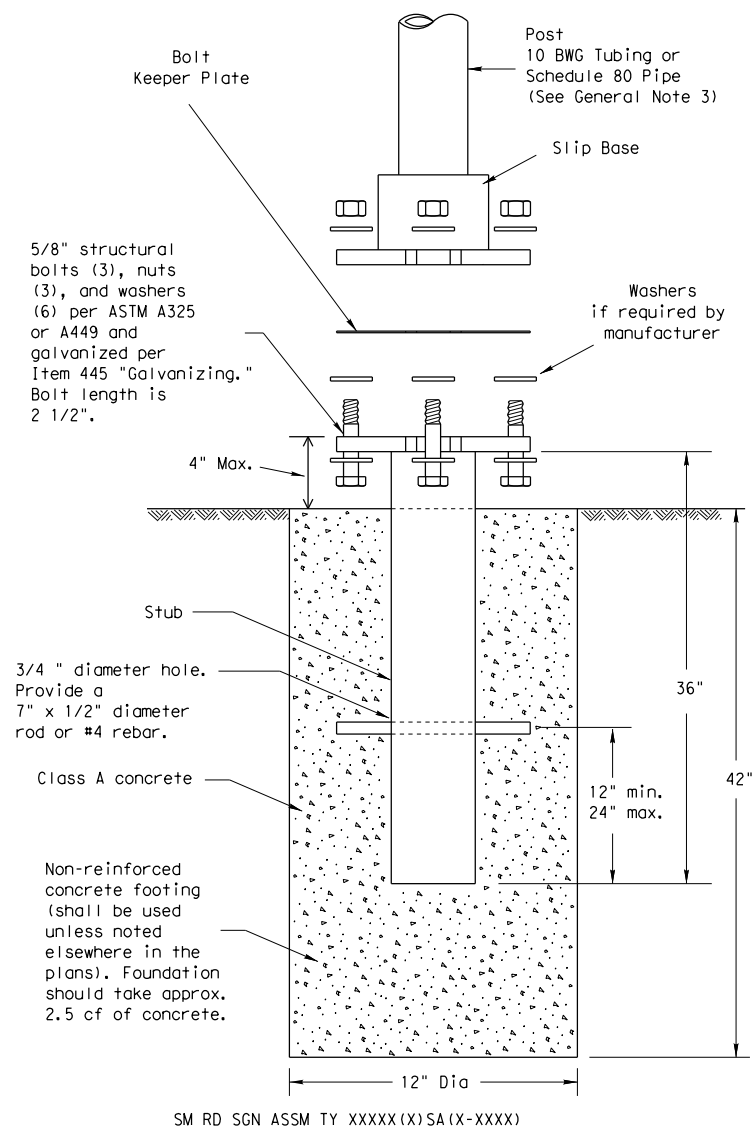 Post
10 BWG Tubing or
Schedule 80 Pipe
(See General Note 3)
Bolt
Keeper Plate
Slip Base
5/8" structural
bolts (3), nuts
(3), and washers
(6) per ASTM A325
or A449 and
galvanized per
Item 445 "Galvanizing."
Bolt length is
2 1/2".
Washers
if required by
manufacturer
4" Max.
Stub
3/4 " diameter hole.
Provide a
7" x 1/2" diameter
rod or #4 rebar.
36"
Class A concrete
12" min.
24" max.
42"
Non-reinforced
concrete footing
(shall be used
unless noted
elsewhere in the
plans). Foundation
should take approx.
2.5 cf of concrete.
12" Dia
SM RD SGN ASSM TY XXXXX(X)SA(X-XXXX)